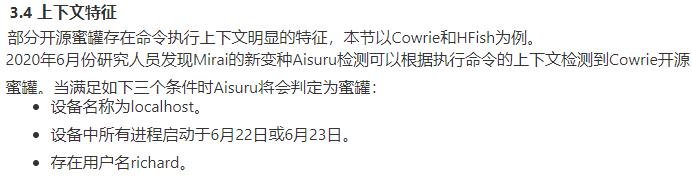 3.4 上下文特征
部分开源蜜罐存在命令执行上下文明显的特征，本节以Cowrie和HFish为例。
2020年6月份研究人员发现Mirai的新变种Aisuru检测可以根据执行命令的上下文检测到Cowrie开源
蜜罐。当满足如下三个条件时Aisuru将会判定为蜜罐：
• 设备名称为localhost。
• 设备中所有进程启动于6月22日或6月23日。
• 存在用户名richard。